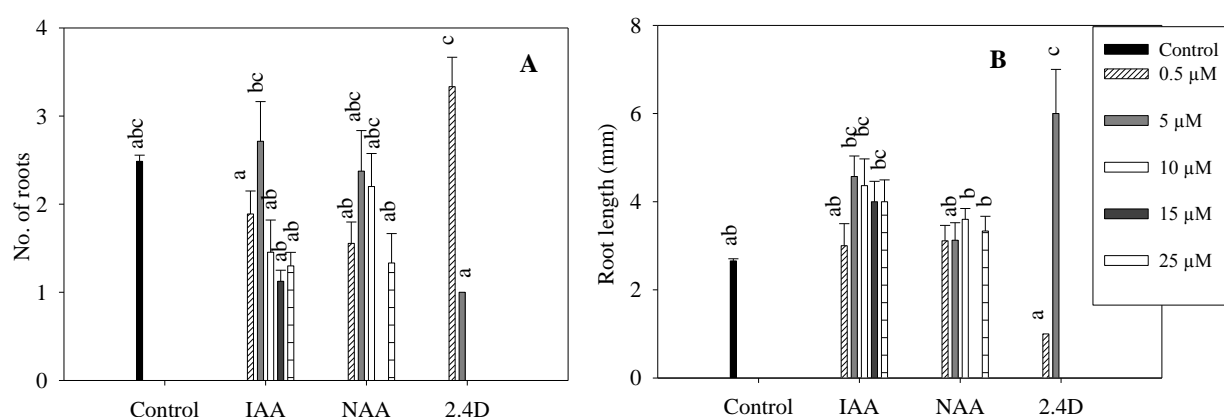 4
3
2
1
0
No. of roots
A
abc
a
bc
ab
ab
ab
ab
abc
abc
ab
c
a
Control IAA NAA 2.4D
8
6
4
2
0
Root length (mm)
B
ab
ab
bc
bc
bc
ab
b
b
a
c
Control IAA NAA 2.4D
Control
0.5 µM
5 µM
10 µM
15 µM
25 µM